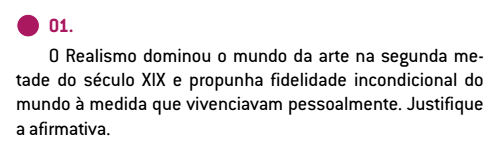 01.
O Realismo dominou o mundo da arte na segunda me-
tade do século XIX e propunha fidelidade incondicional do
mundo à medida que vivenciavam pessoalmente. Justifique
a afirmativa.